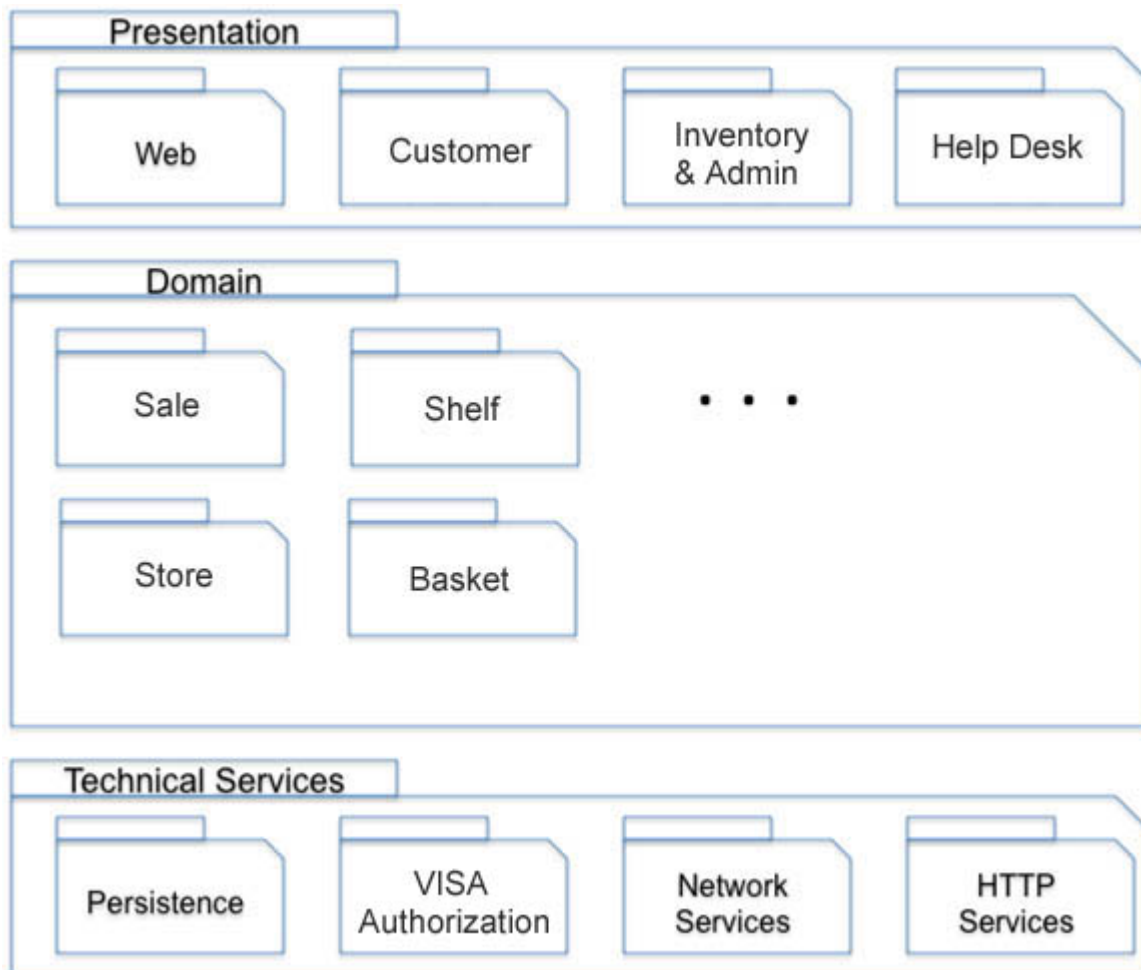 Presentation
Web
Customer
Inventory
& Admin
Help Desk
Domain
Sale
Shelf
. . .
Store
Basket
Technical Services
Persistence
VISA
Authorization
Network
Services
HTTP
Services